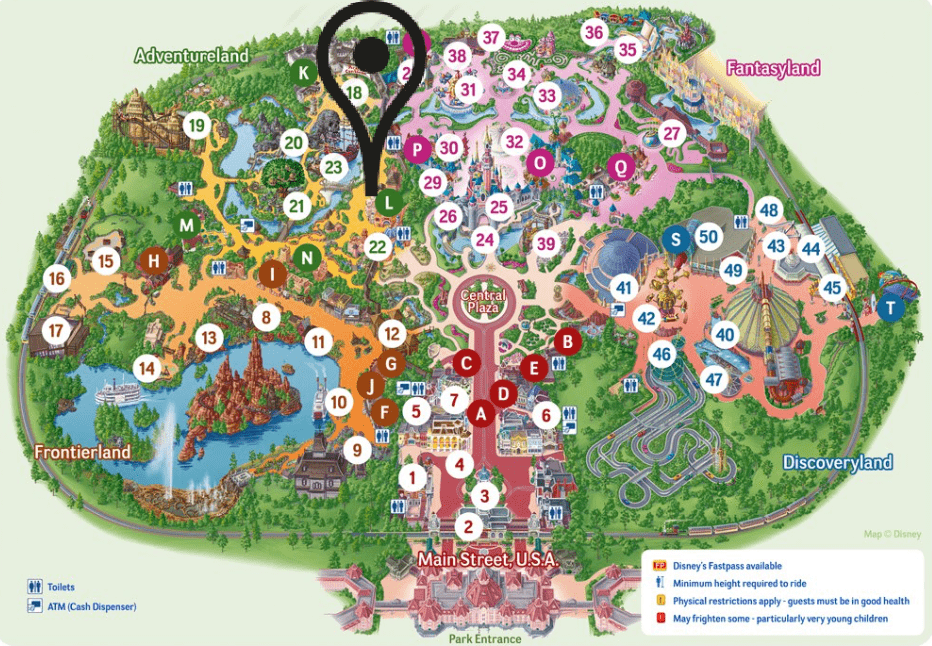 37
36
38
35
Adventureland
Fantasyland
K
2
34
18
31
33
19
27
20
32
P
30
O
Q
23
29
L
21
26
25
48
M
24
22
39
S
50
43
44
15
H
N
49
16
I
41
45
Central
Plaza
T
8
42
17
13
11
12
B
40
14
G
C
E
46
J
D
47
10
7
F
5
A
6
Frontierland
9
4
Discoveryland
1
3
2
Map © Disney
Main Street, U.S.A.
FP Disney's Fastpass available
Minimum height required to ride
Toilets
Physical restrictions apply - guests must be in good health
ATM (Cash Dispenser)
May frighten some - particularly very young children
Park Entrance